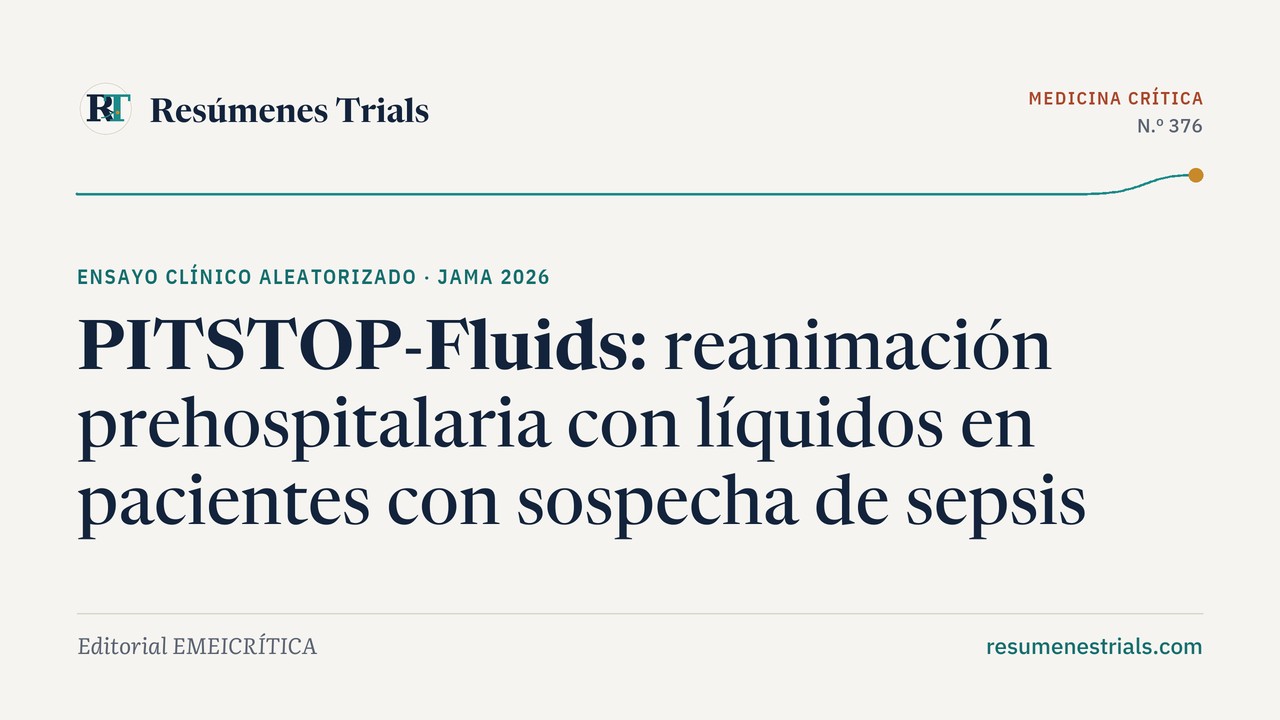 RT Resúmenes Trials
MEDICINA CRÍTICA
N.º 376
ENSAYO CLÍNICO ALEATORIZADO · JAMA 2026
PITSTOP-Fluids: reanimación
prehospitalaria con líquidos en
pacientes con sospecha de sepsis
Editorial EMEICRÍTICA
resumenestrials.com